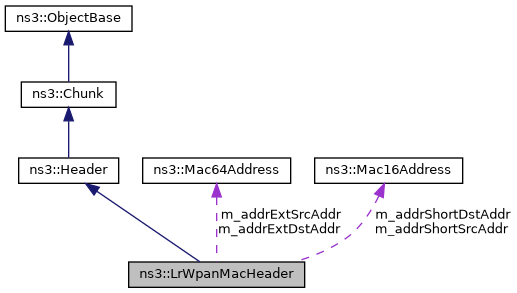 ns3::ObjectBase
ns3::Chunk
ns3::Header
ns3::Mac64Address
ns3::Mac16Address
m_addrExtSrcAddr
m_addrExtDstAddr
m_addrShortDstAddr
m_addrShortSrcAddr
ns3::LrWpanMacHeader